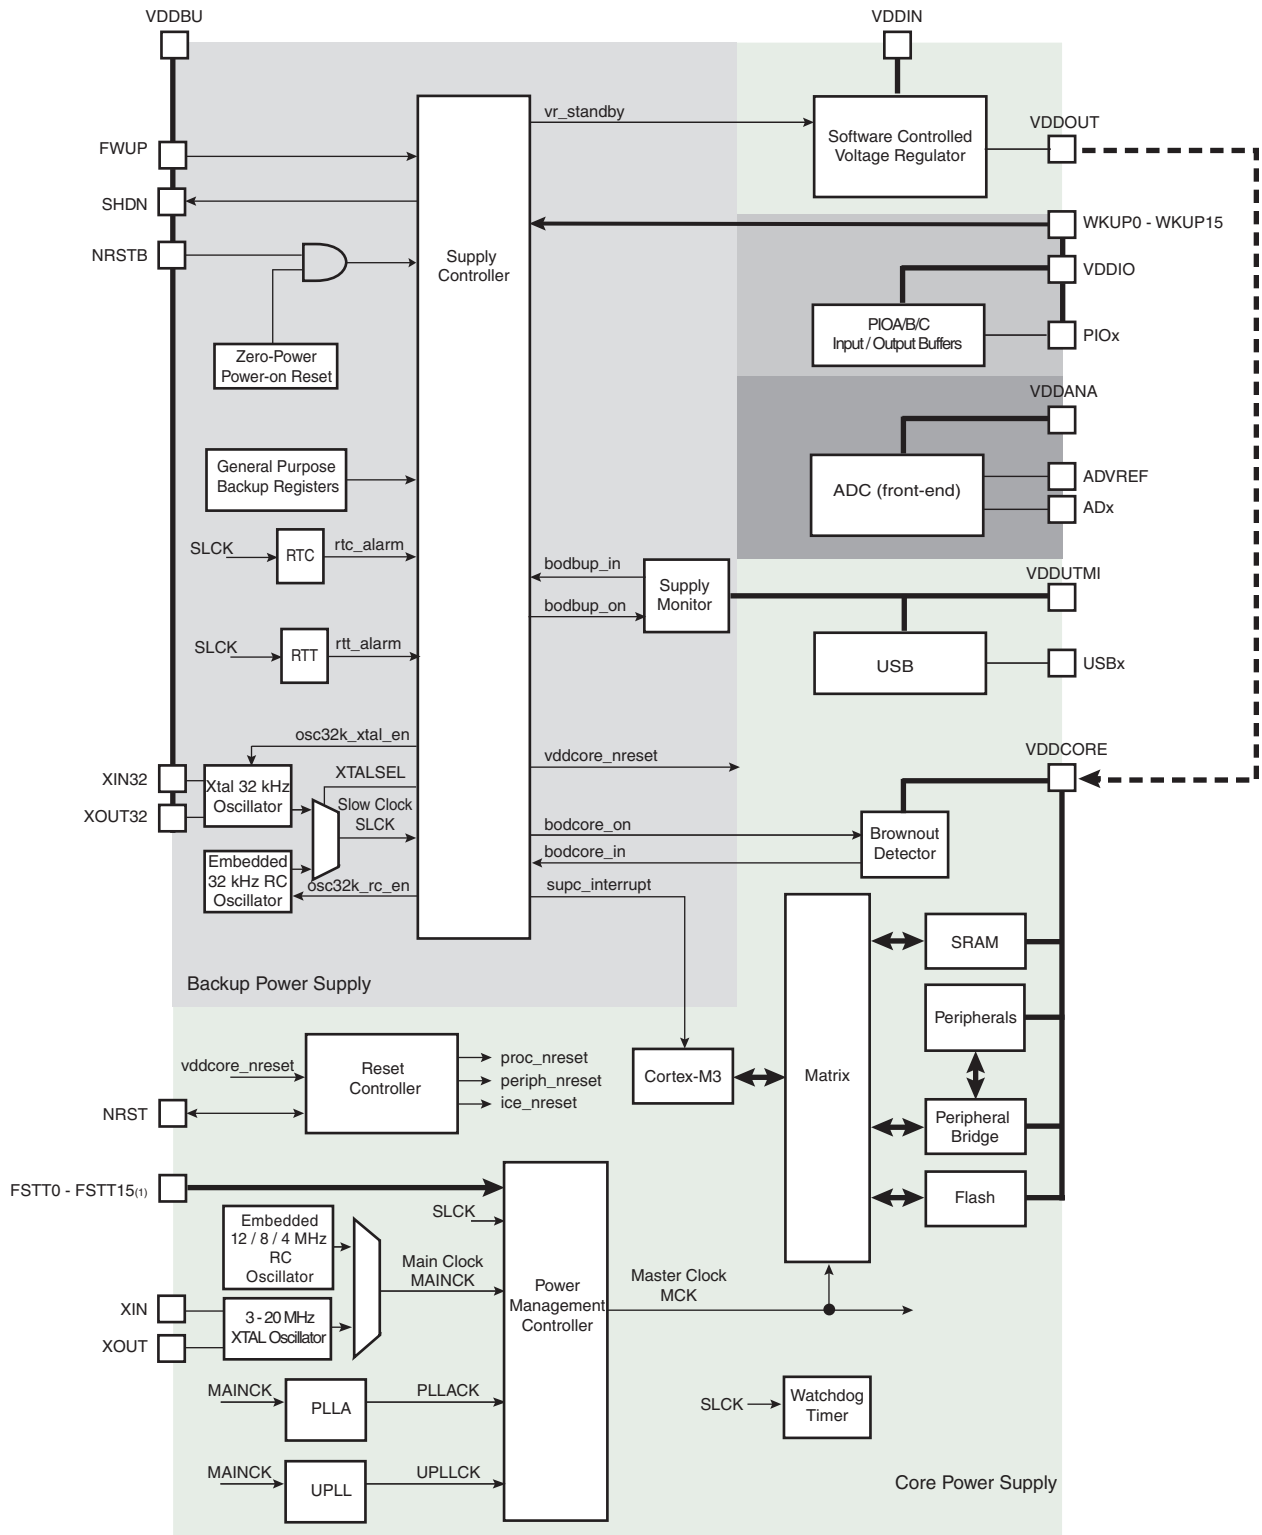 VDDBU
VDDIN
vr_standby
Software Controlled
Voltage Regulator
VDDOUT
FWUP
SHDN
NRSTB
Supply
Controller
WKUP0 - WKUP15
VDDIO
PIOA/B/C
Input / Output Buffers
PIOx
Zero-Power
Power-on Reset
VDDANA
General Purpose
Backup Registers
ADC (front-end)
ADVREF
ADx
SLCK
RTC
rtc_alarm
bodbup_in
bodbup_on
Supply
Monitor
VDDUTMI
SLCK
RTT
rtt_alarm
USB
USBx
osc32k_xtal_en
vddcore_nreset
VDDCORE
XIN32
XOUT32
Xtal 32 kHz
Oscillator
XTALSEL
Slow Clock
SLCK
bodcore_on
bodcore_in
Brownout
Detector
Embedded
32 kHz RC
Oscillator
osc32k_rc_en
supc_interrupt
SRAM
Backup Power Supply
Peripherals
vddcore_nreset
Reset
Controller
proc_nreset
periph_nreset
ice_nreset
Cortex-M3
Matrix
NRST
Peripheral
Bridge
FSTT0 - FSTT15(1)
Flash
SLCK
Embedded
12 / 8 / 4 MHz
RC
Oscillator
Main Clock
MAINCK
Power
Management
Controller
Master Clock
MCK
XIN
XOUT
3 - 20 MHz
XTAL Oscillator
MAINCK
PLLA
PLLACK
SLCK
Watchdog
Timer
MAINCK
UPLL
UPLLCK
Core Power Supply